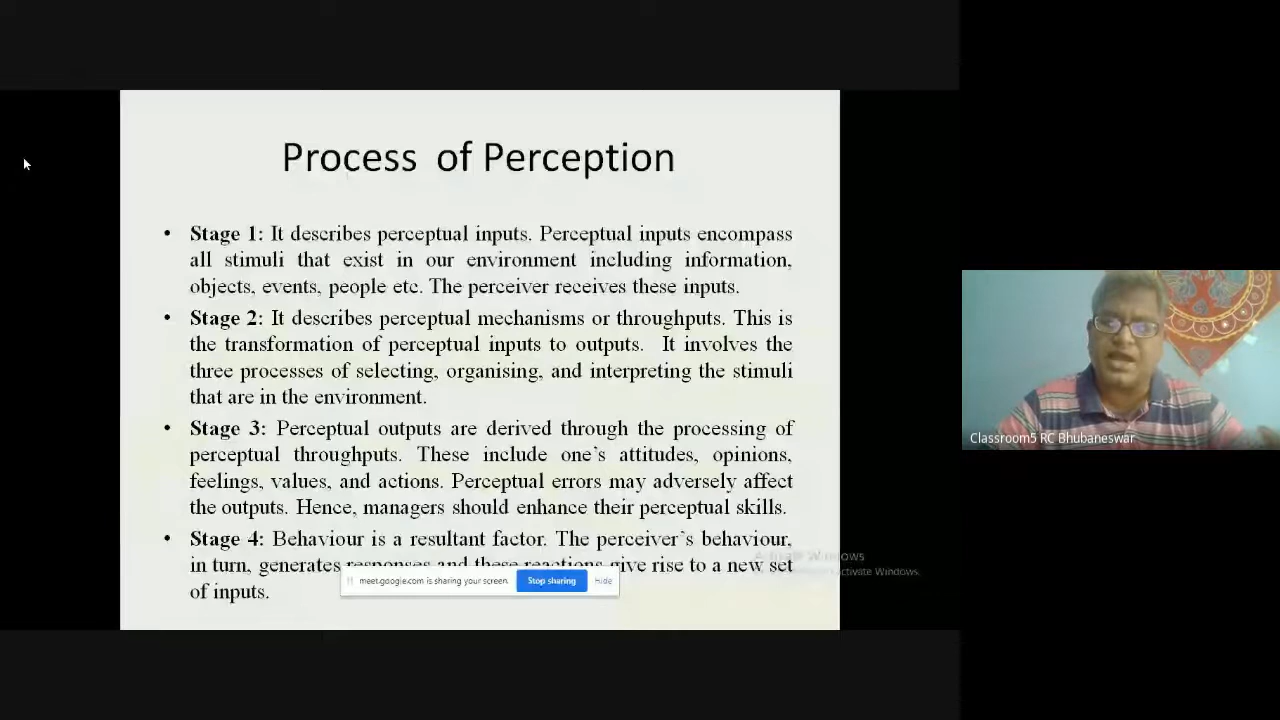 Process of Perception
• Stage 1: It describes perceptual inputs. Perceptual inputs encompass
all stimuli that exist in our environment including information,
objects, events, people etc. The perceiver receives these inputs.
• Stage 2: It describes perceptual mechanisms or throughputs. This is
the transformation of perceptual inputs to outputs. It involves the
three processes of selecting, organising, and interpreting the stimuli
that are in the environment.
• Stage 3: Perceptual outputs are derived through the processing of
perceptual throughputs. These include one's attitudes, opinions,
feelings, values, and actions. Perceptual errors may adversely affect
the outputs. Hence, managers should enhance their perceptual skills.
• Stage 4: Behaviour is a resultant factor. The perceiver's behaviour,
in turn, generates responses and these reactions give rise to a new set
of inputs.
meet.google.com is sharing your screen. Stop sharing Hide
Activate Windows
Activate Windows.
Classroom5 RC Bhubaneswar